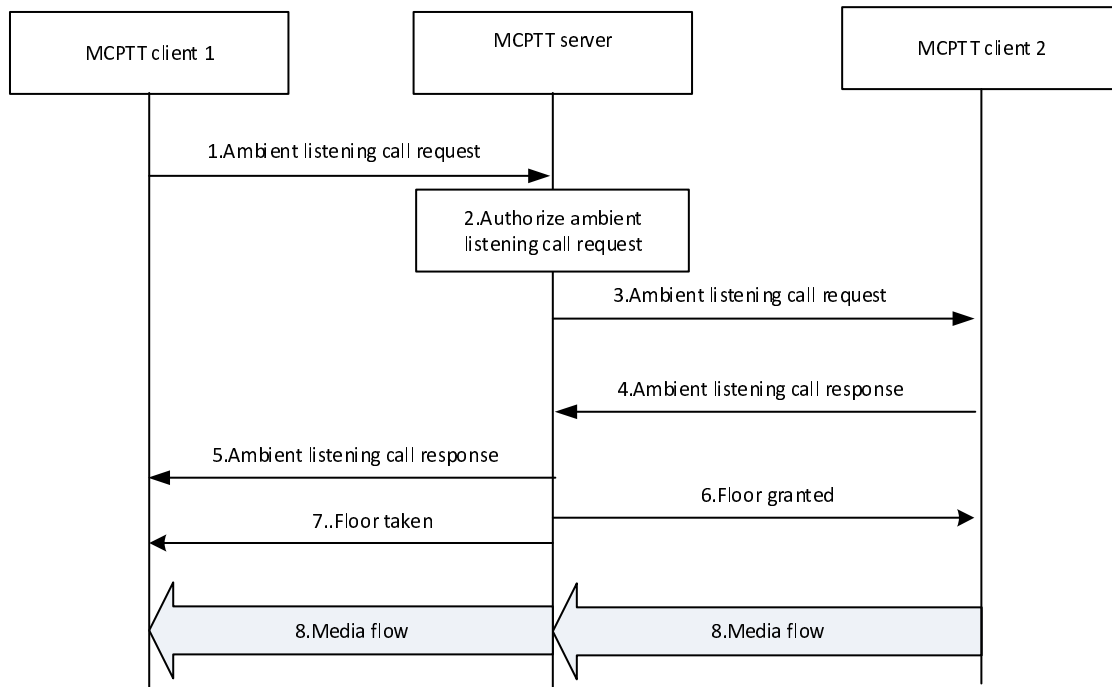 MCPTT client 1
MCPTT server
MCPTT client 2
1.Ambient listening call request
2.Authorize ambient
listening call request
3.Ambient listening call request
4.Ambient listening call response
5.Ambient listening call response
6.Floor granted
7..Floor taken
8.Media flow
8.Media flow